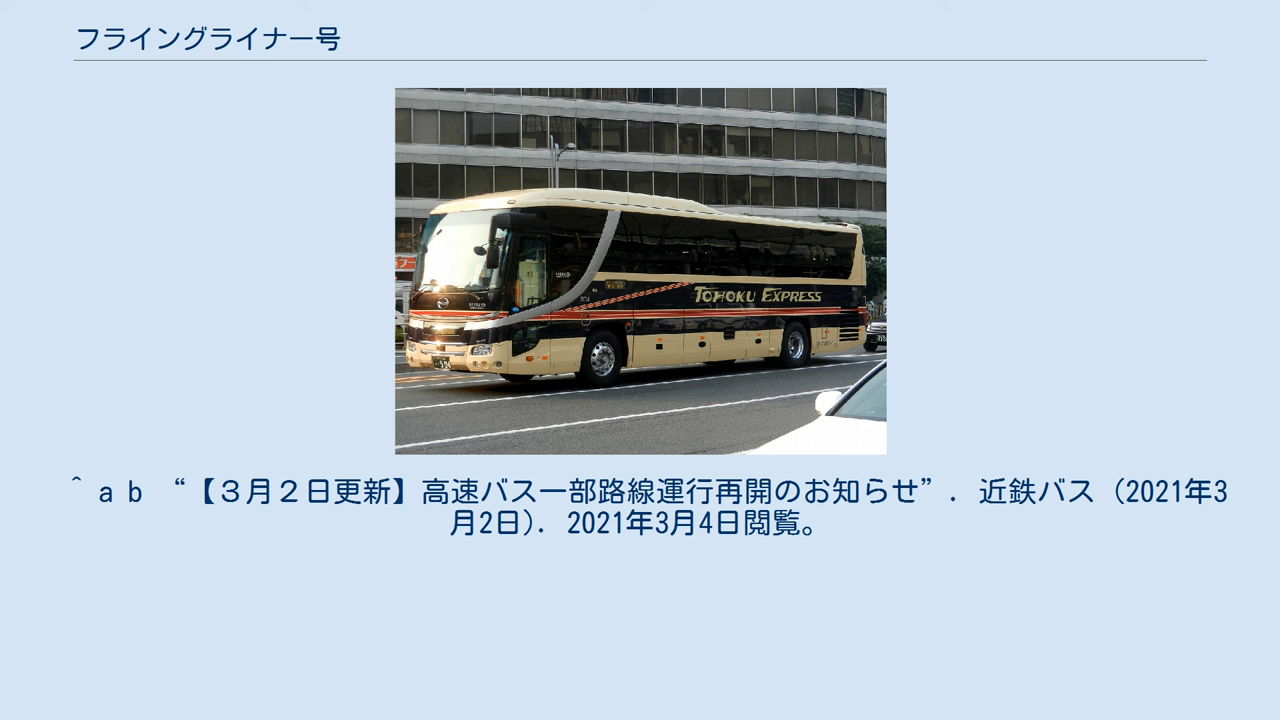 フライングライナー号
TOHOKU EXPRESS
^ a b “【３月２日更新】高速バス一部路線運行再開のお知らせ”. 近鉄バス (2021年3
月2日). 2021年3月4日閲覧。